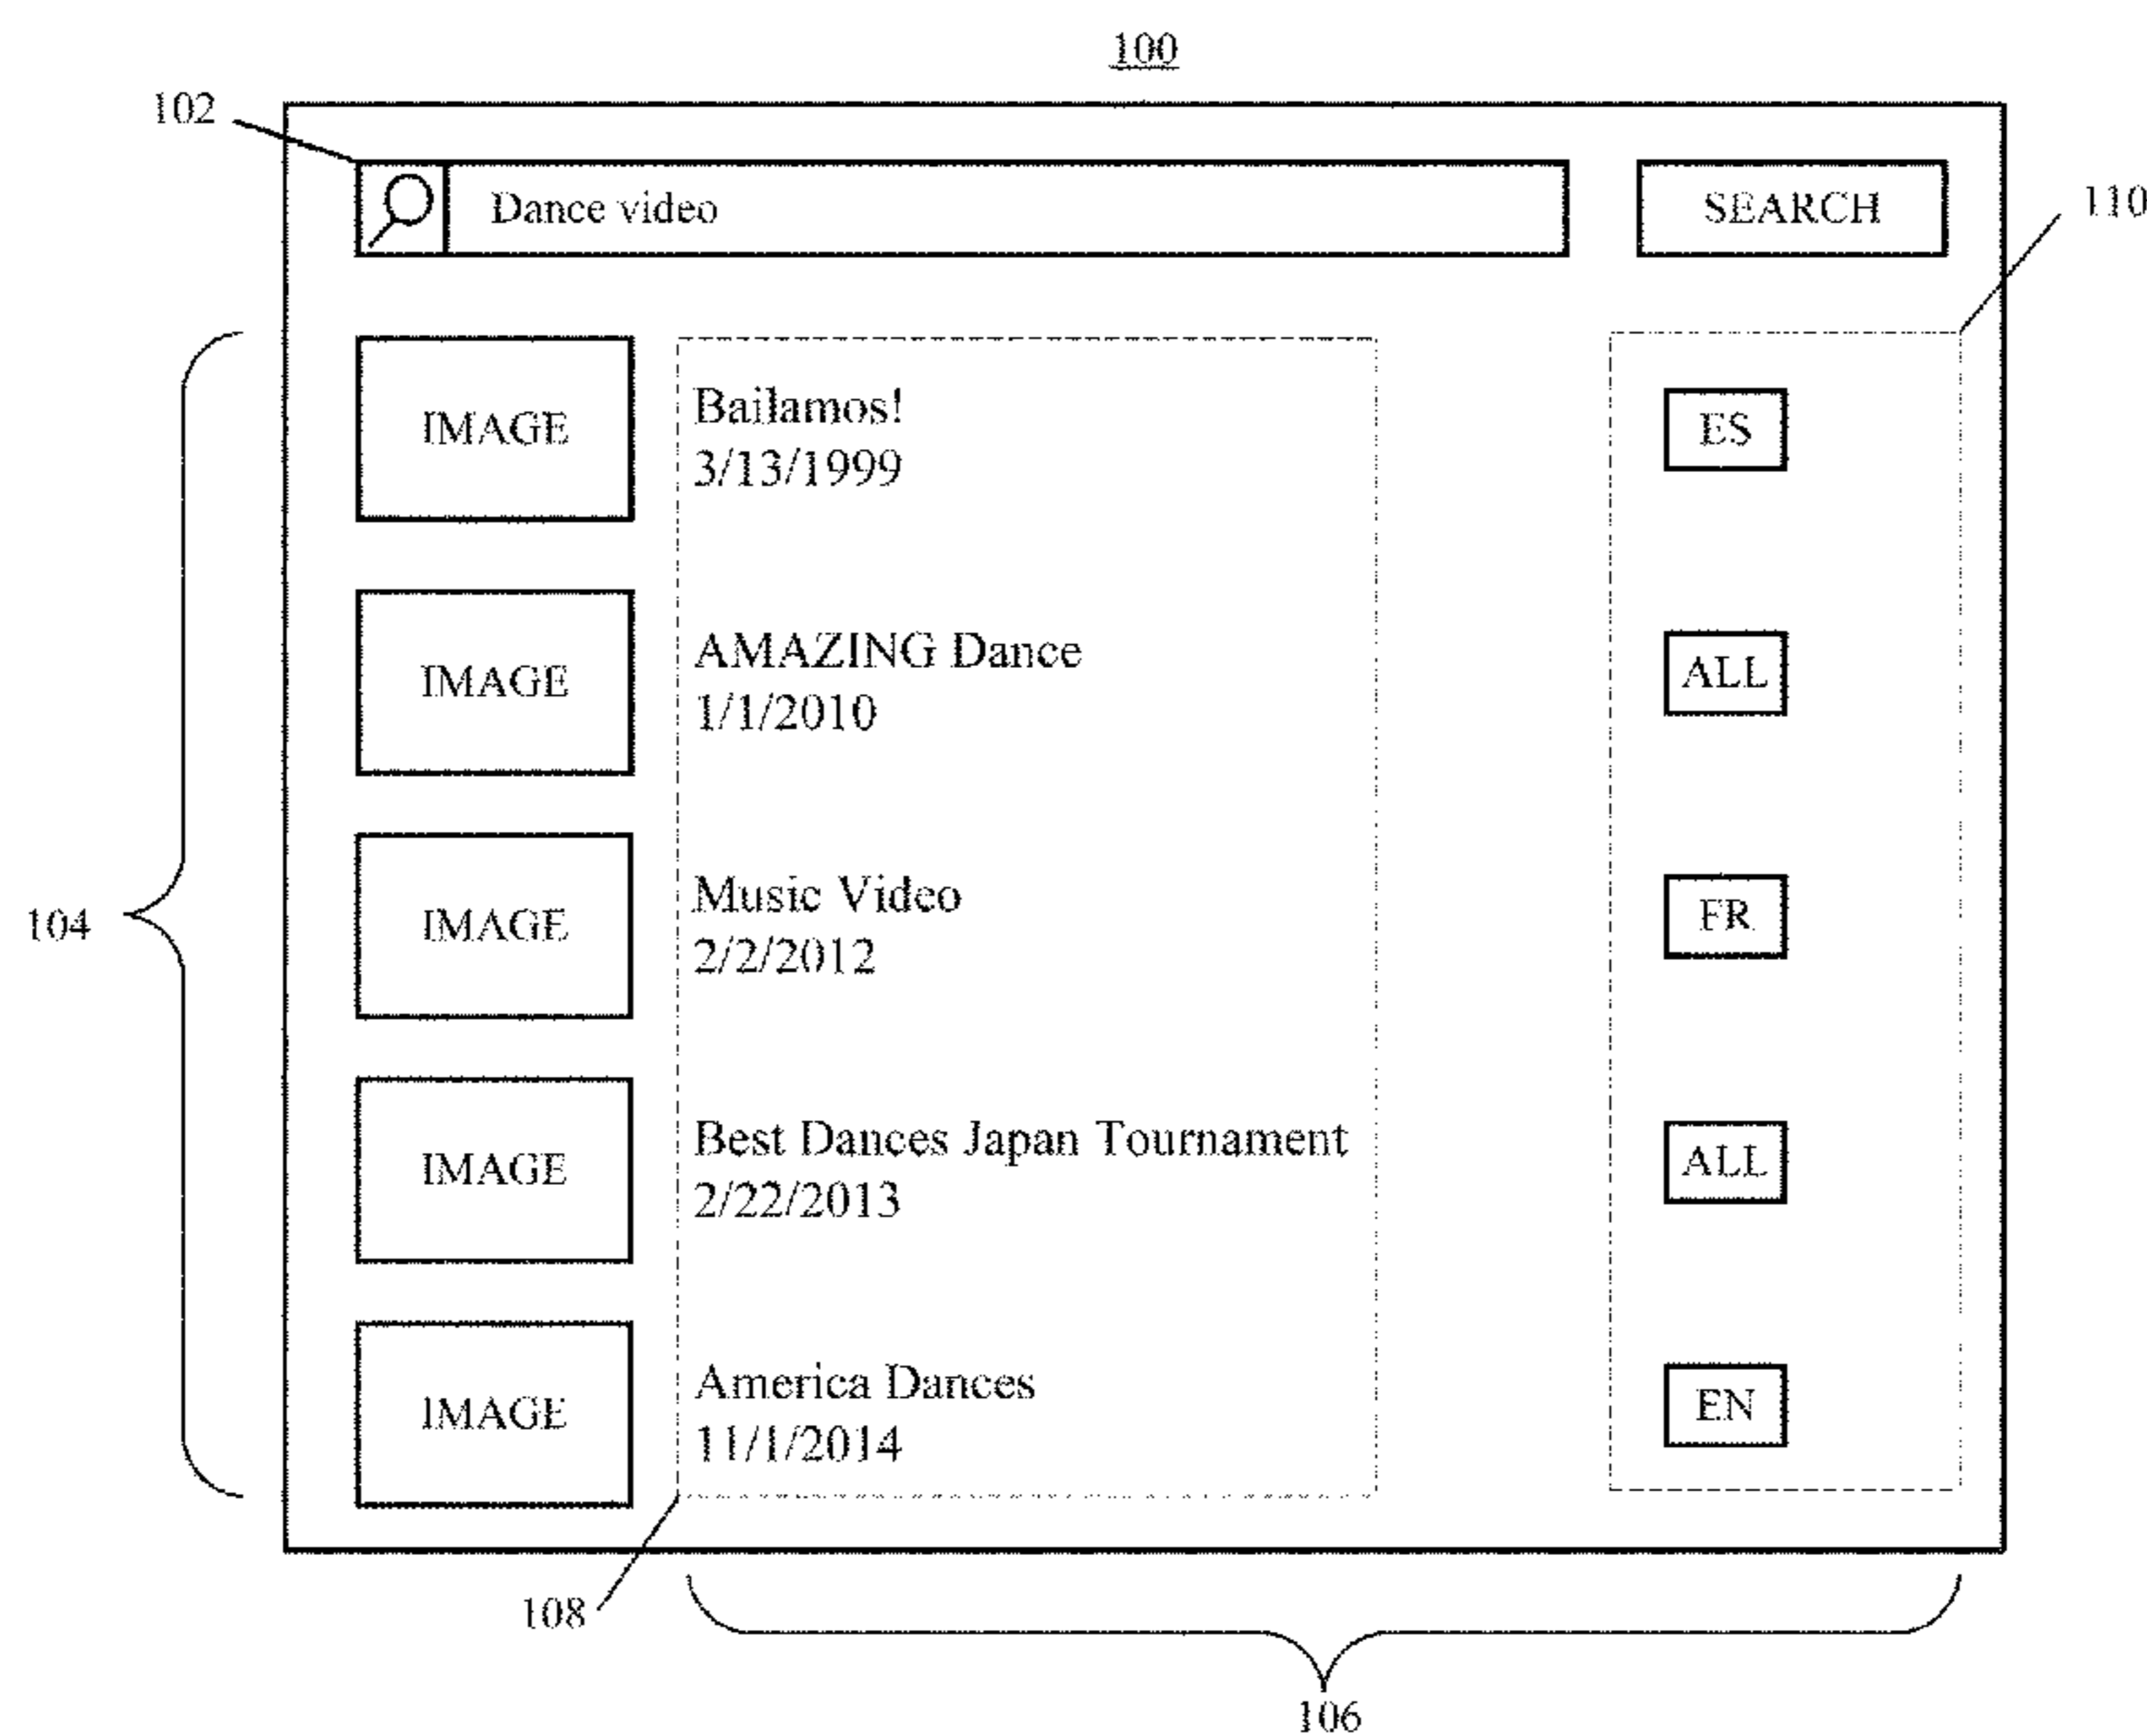 100
102
Dance video
SEARCH
110
IMAGE
Bailamos!
3/13/1999
ES
IMAGE
AMAZING Dance
1/1/2010
ALL
104
IMAGE
Music Video
2/2/2012
FR
IMAGE
Best Dances Japan Tournament
2/22/2013
ALL
IMAGE
America Dances
11/1/2014
EN
108
106